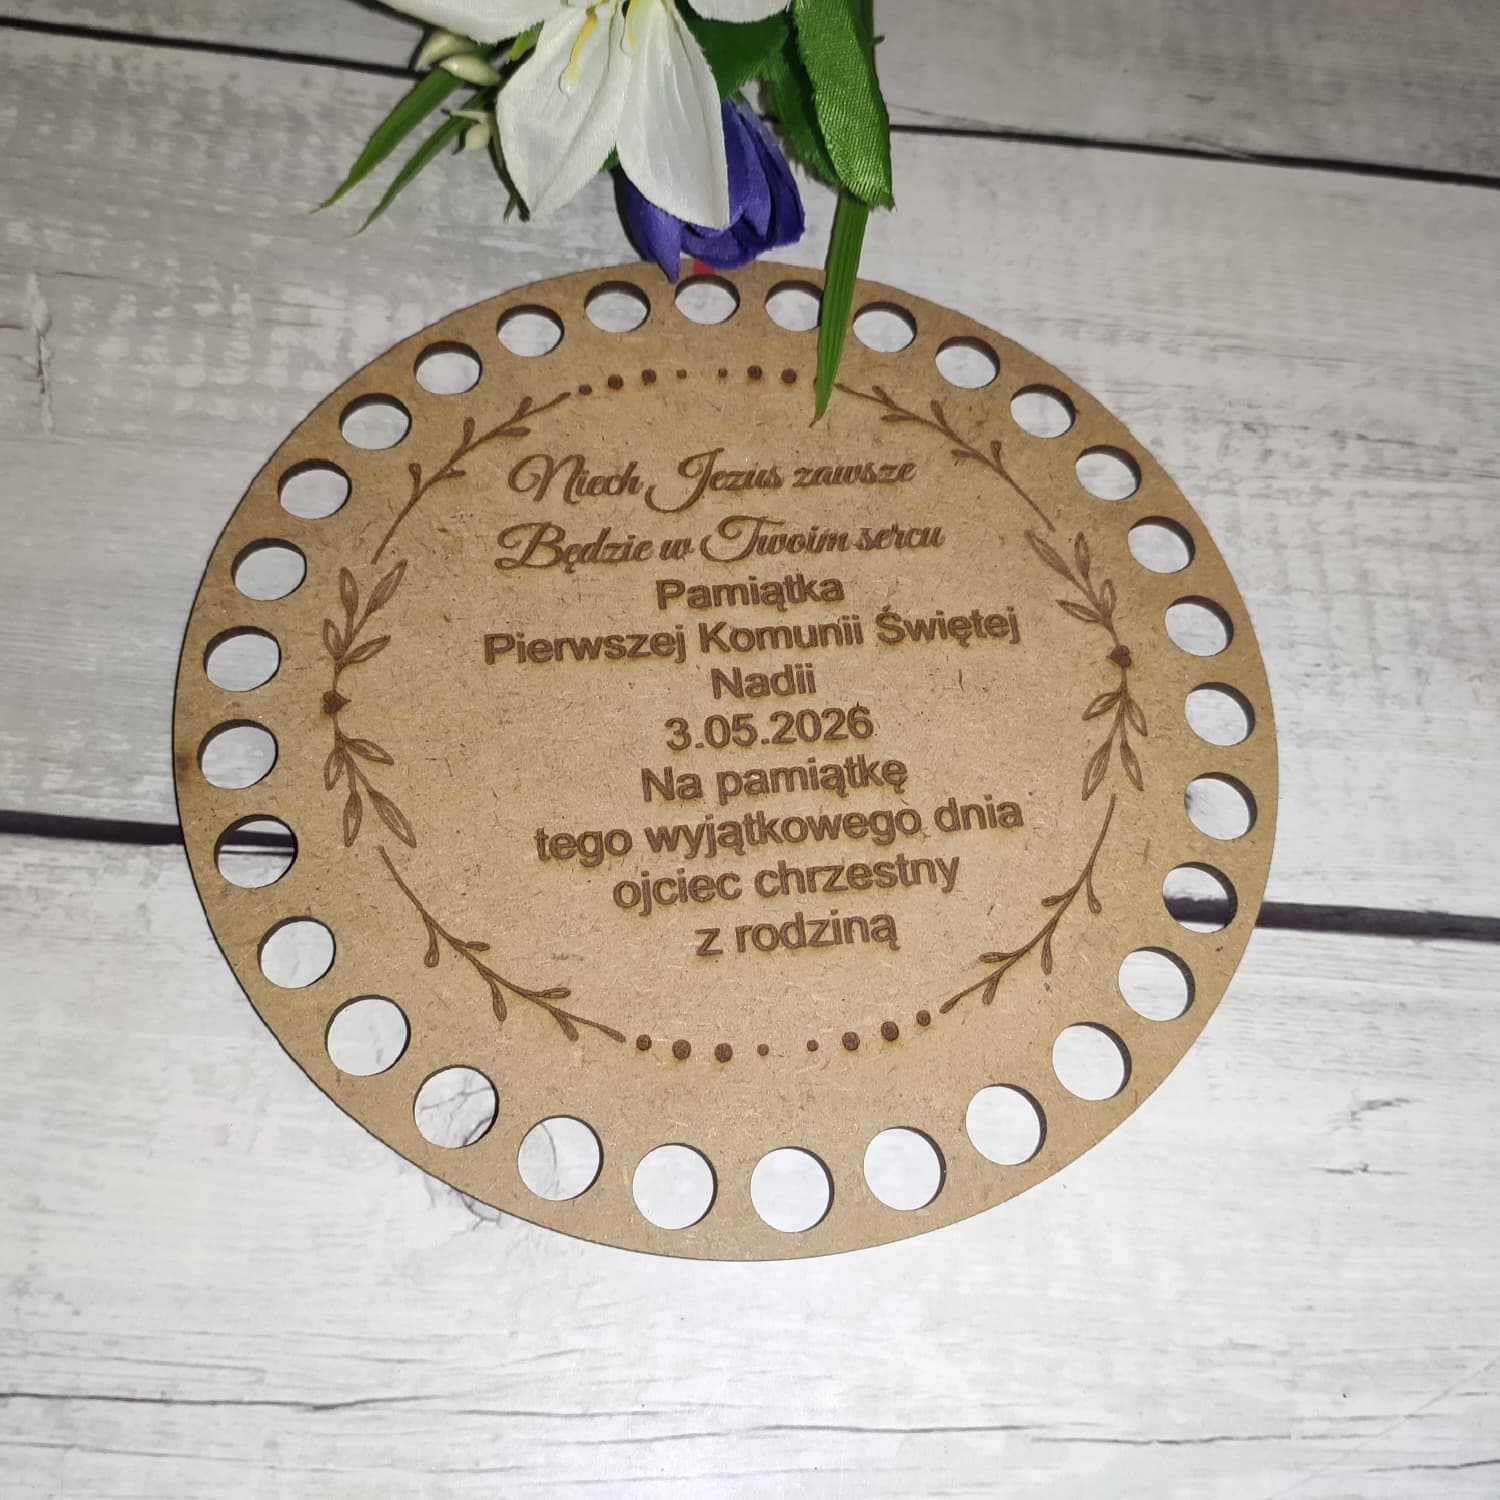 Niech Jezus zawsze
Będzie w Twoim sercu
Pamiątka
Pierwszej Komunii Świętej
Nadii
3.05.2026
Na pamiątkę
tego wyjątkowego dnia
ojciec chrzestny
z rodziną